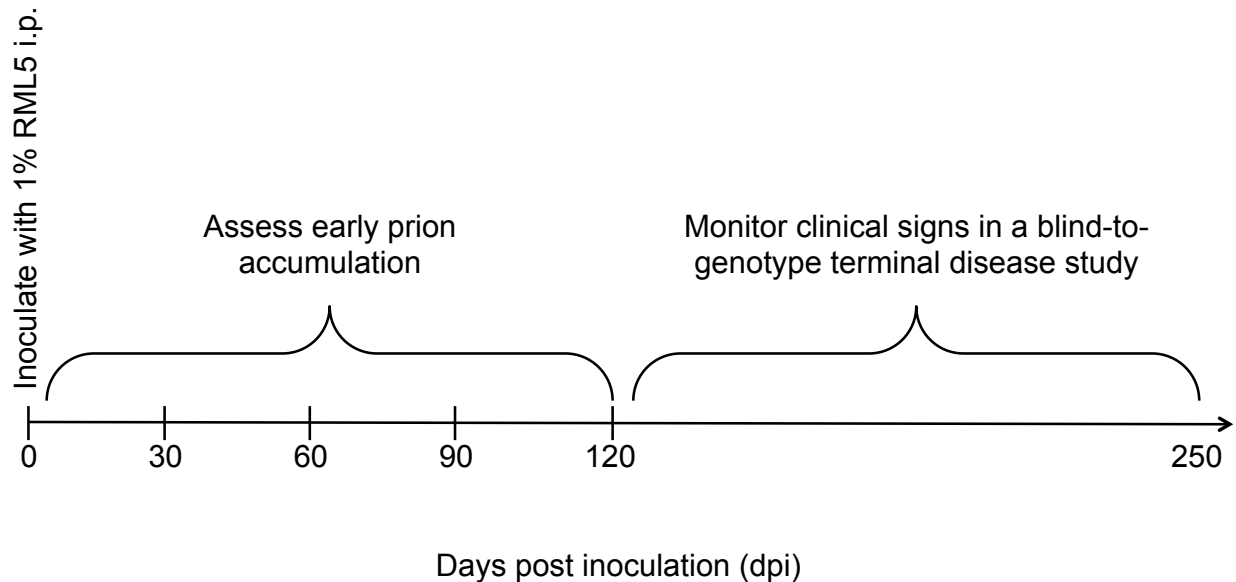 Inoculate with 1% RML5 i.p.
Assess early prion
accumulation
Monitor clinical signs in a blind-to-
genotype terminal disease study
0
30
60
90
120
250
Days post inoculation (dpi)